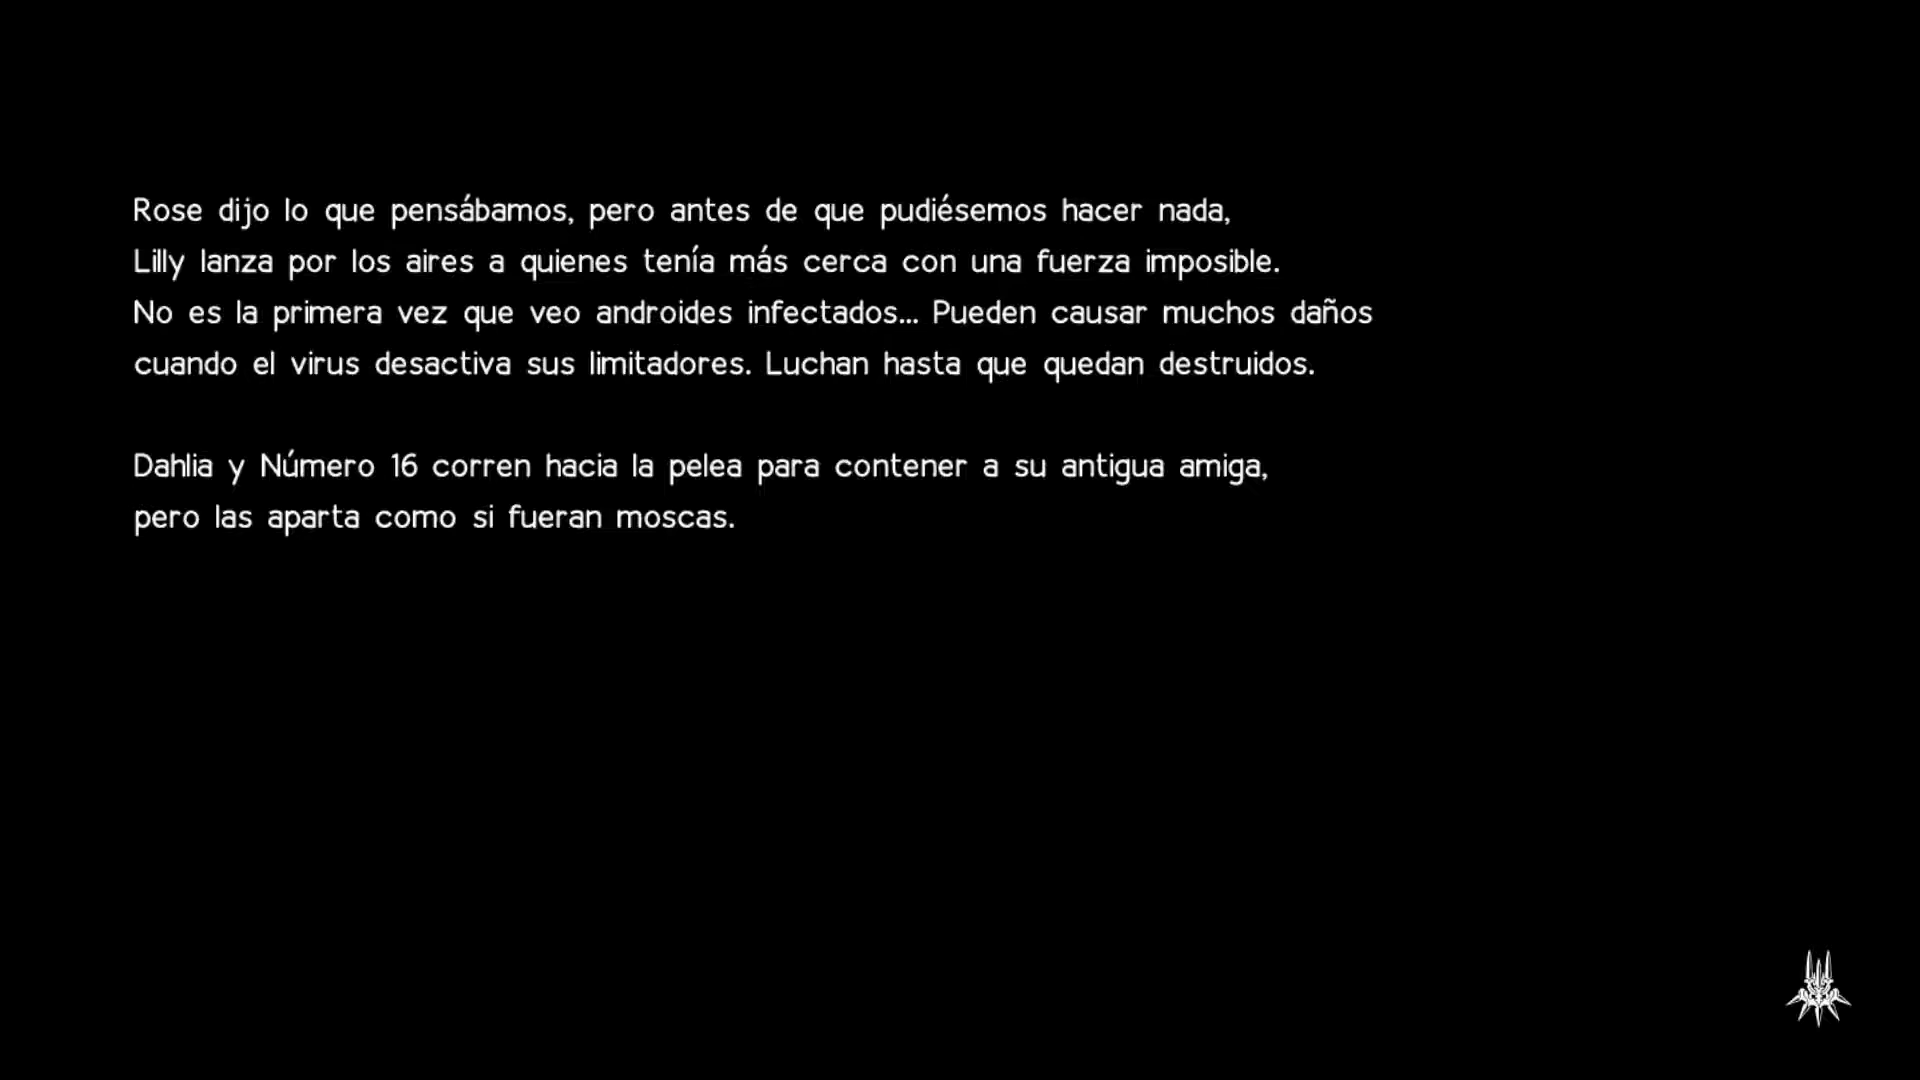 Rose dijo lo que pensábamos, pero antes de que pudiésemos hacer nada,
Lilly lanza por los aires a quienes tenía más cerca con una fuerza imposible.
No es la primera vez que veo androides infectados... Pueden causar muchos daños
cuando el virus desactiva sus limitadores. Luchan hasta que quedan destruidos.
Dahlia y Número 16 corren hacia la pelea para contener a su antigua amiga,
pero las aparta como si fueran moscas.